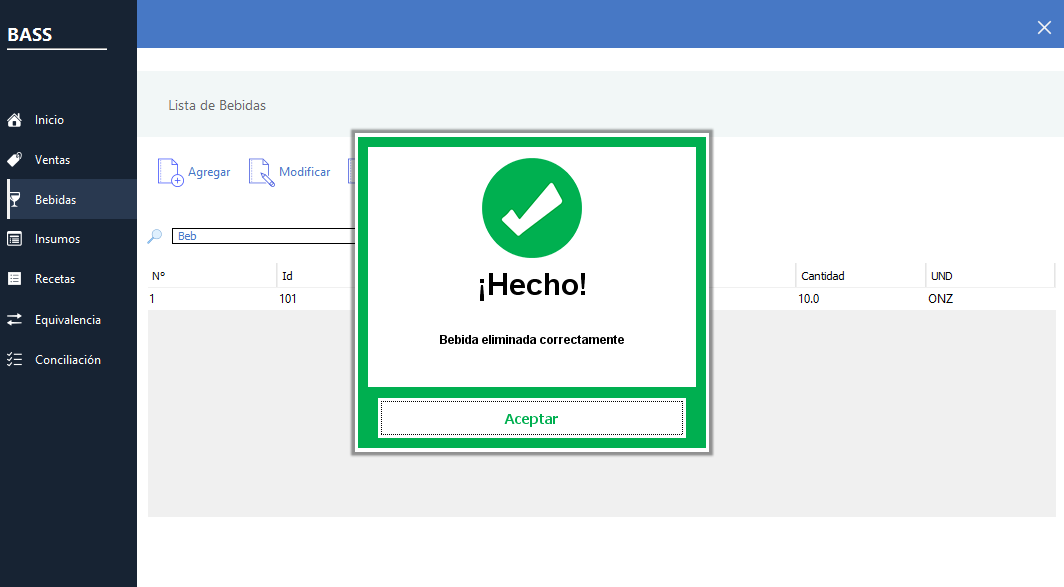 BASS
Inicio
Ventas
Bebidas
Insumos
Recetas
Equivalencia
Conciliación
Lista de Bebidas
Agregar Modificar
Beb
N° Id Cantidad UND
1 101 10.0 ONZ
¡Hecho!
Bebida eliminada correctamente
Aceptar